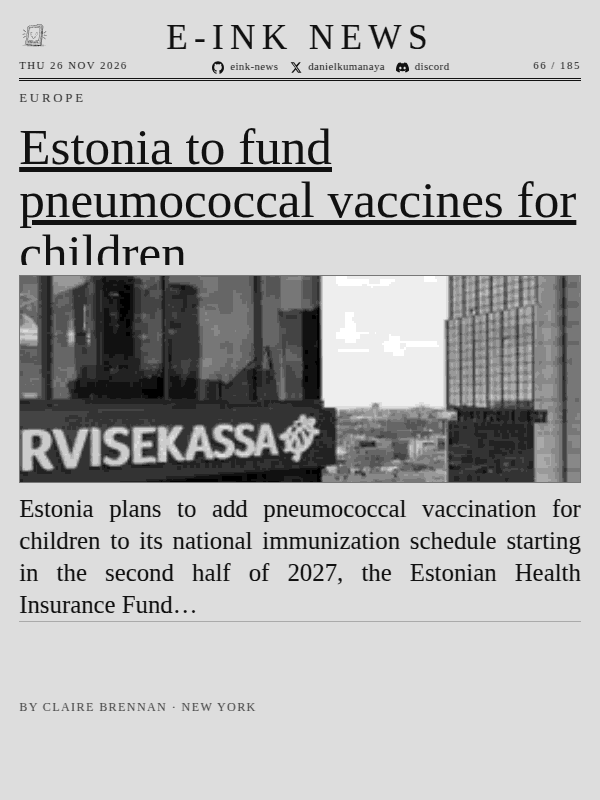 E-INK NEWS
THU 26 NOV 2026
eink-news
danielkumanaya
discord
66 / 185
EUROPE
Estonia to fund
pneumococcal vaccines for
children
RVISEKASSA
Estonia plans to add pneumococcal vaccination for
children to its national immunization schedule starting
in the second half of 2027, the Estonian Health
Insurance Fund…
BY CLAIRE BRENNAN · NEW YORK